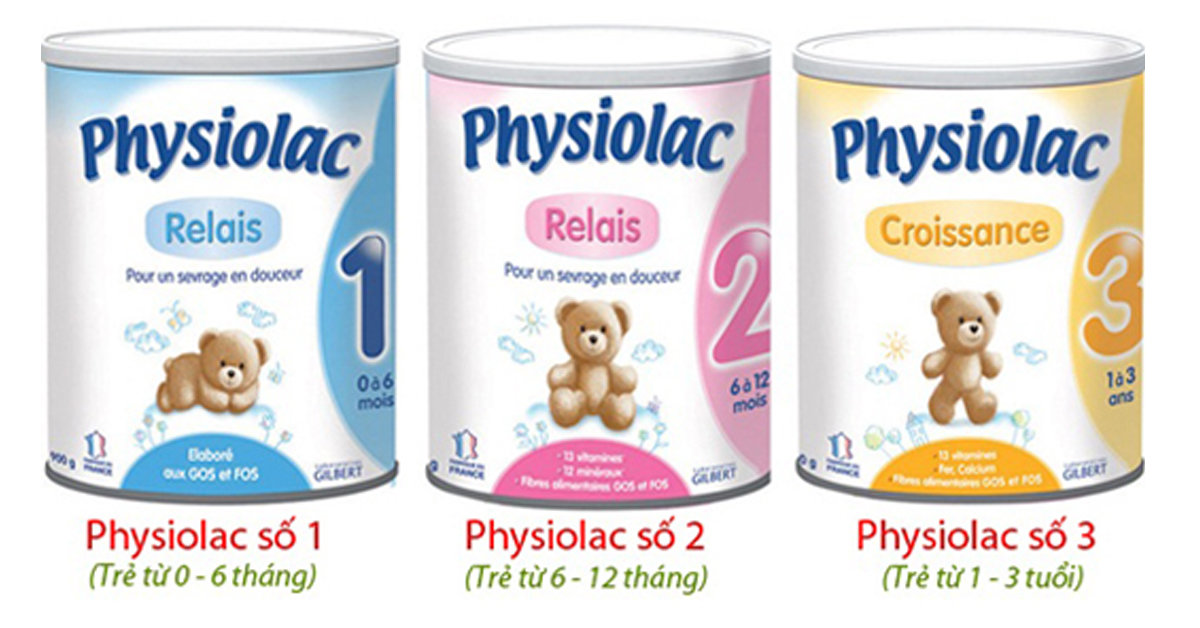 Physiolac
Relais
Pour un sevrage en douceur
1
0 à 6
mois
Elaboré
aux GOS et FOS
900 g
FRANCE
GILBERT
Physiolac
Relais
Pour un sevrage en douceur
2
6 à 12
mois
- 13 vitamines
- 12 minéraux
- Fibres alimentaires GOS et FOS
g
FRANCE
GILBERT
Physiolac
Croissance
3
1 à 3
ans
- 13 vitamines
- Fer, Calcium
- Fibres alimentaires GOS et FOS
0 g
FRANCE
GILBERT
Physiolac số 1
(Trẻ từ 0 - 6 tháng)
Physiolac số 2
(Trẻ từ 6 - 12 tháng)
Physiolac số 3
(Trẻ từ 1 - 3 tuổi)